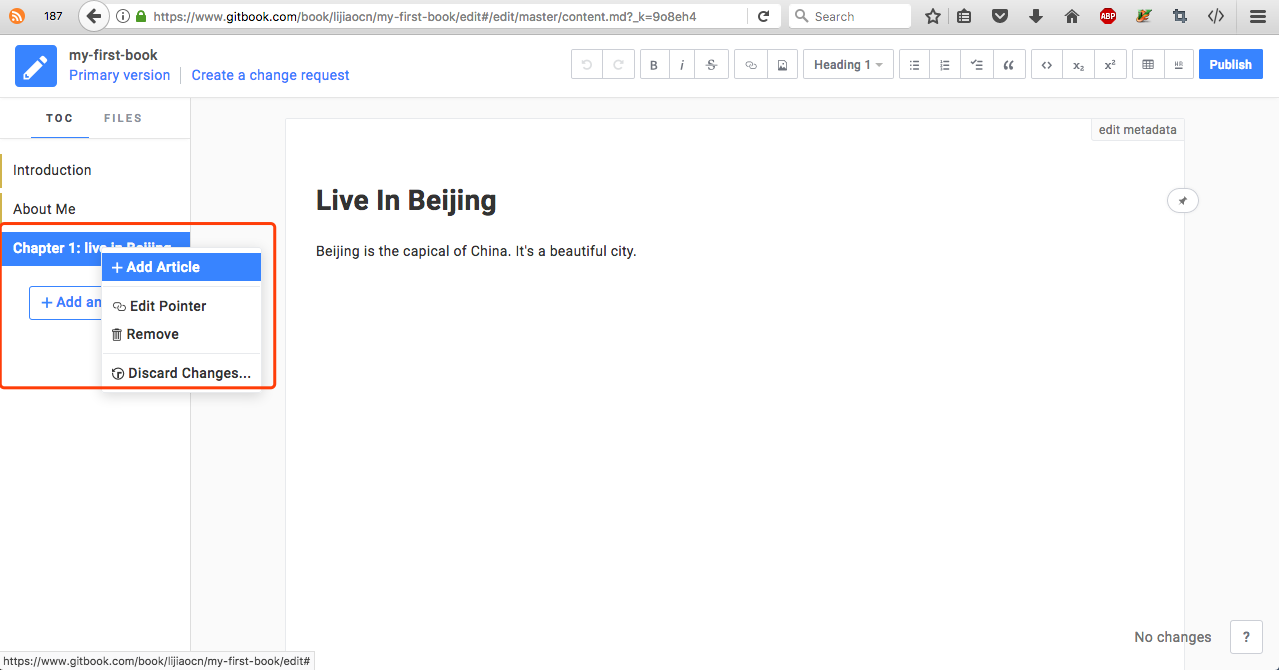 187
https://www.gitbook.com/book/lijiaocn/my-first-book/edit#/edit/master/content.md?_k=9o8eh4
Search
ABP
my-first-book
Primary version
Create a change request
B
i
S
Heading 1
x₂
x²
Publish
TOC
FILES
edit metadata
Introduction
About Me
Chapter 1: live In Beijing
+ Add Article
+ Add an
Edit Pointer
Remove
Discard Changes...
Live In Beijing
Beijing is the capical of China. It's a beautiful city.
No changes
?
https://www.gitbook.com/book/lijiaocn/my-first-book/edit#